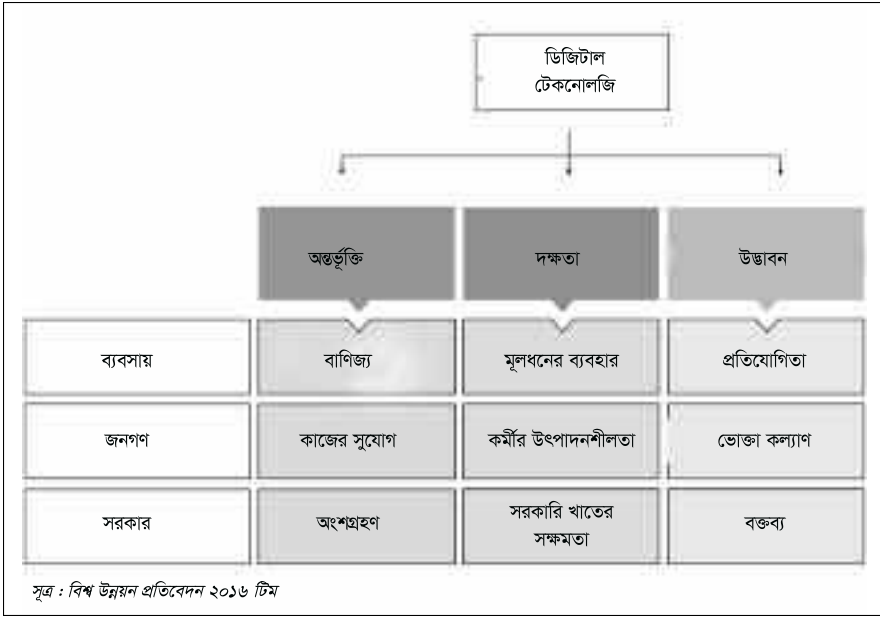 ডিজিটাল
টেকনোলজি
অন্তর্ভূক্তি
দক্ষতা
উদ্ভাবন
ব্যবসায়
বাণিজ্য
মূলধনের ব্যবহার
প্রতিযোগিতা
জনগণ
কাজের সুযোগ
কর্মীর উৎপাদনশীলতা
ভোক্তা কল্যাণ
সরকার
অংশগ্রহণ
সরকারি খাতের
সক্ষমতা
বক্তব্য
সূত্র : বিশ্ব উন্নয়ন প্রতিবেদন ২০১৬ টিম